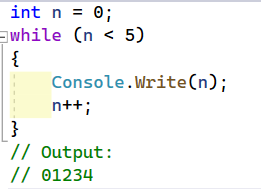 int n = 0;
while (n < 5)
{
    Console.Write(n);
    n++;
}
// Output:
// 01234